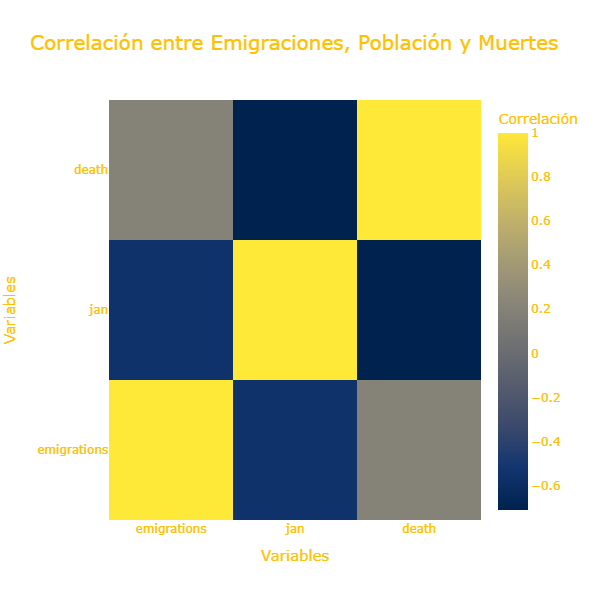 Correlación entre Emigraciones, Población y Muertes
Correlación
1
0.8
0.6
0.4
0.2
0
−0.2
−0.4
−0.6
death
jan
emigrations
Variables
emigrations
jan
death
Variables